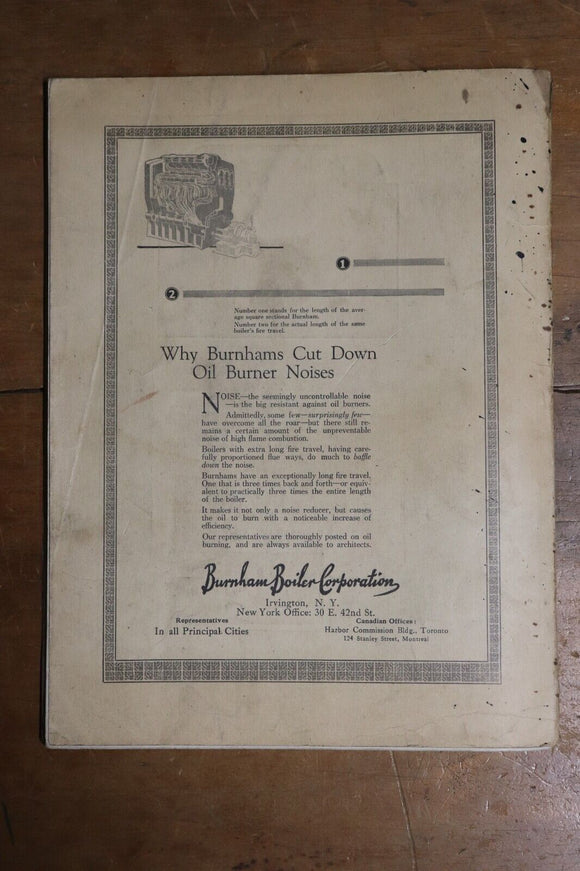 1
2
Number one stands for the length of the aver-
age square sectional Burnham.
Number two for the actual length of the same
boiler's fire travel.
Why Burnhams Cut Down
Oil Burner Noises
NOISE—the seemingly uncontrollable noise
—is the big resistant against oil burners.
Admittedly, some few—surprisingly few—
have overcome all the roar—but there still re-
mains a certain amount of the unpreventable
noise of high flame combustion.
Boilers with extra long fire travel, having care-
fully proportioned flue ways, do much to baffle
down the noise.
Burnhams have an exceptionally long fire travel.
One that is three times back and forth—or equiv-
alent to practically three times the entire length
of the boiler.
It makes it not only a noise reducer, but causes
the oil to burn with a noticeable increase of
efficiency.
Our representatives are thoroughly posted on oil
burning, and are always available to architects.
Burnham Boiler Corporation
Irvington, N. Y.
New York Office: 30 E. 42nd St.
Representatives
In all Principal Cities
Canadian Offices:
Harbor Commission Bldg., Toronto
124 Stanley Street, Montreal